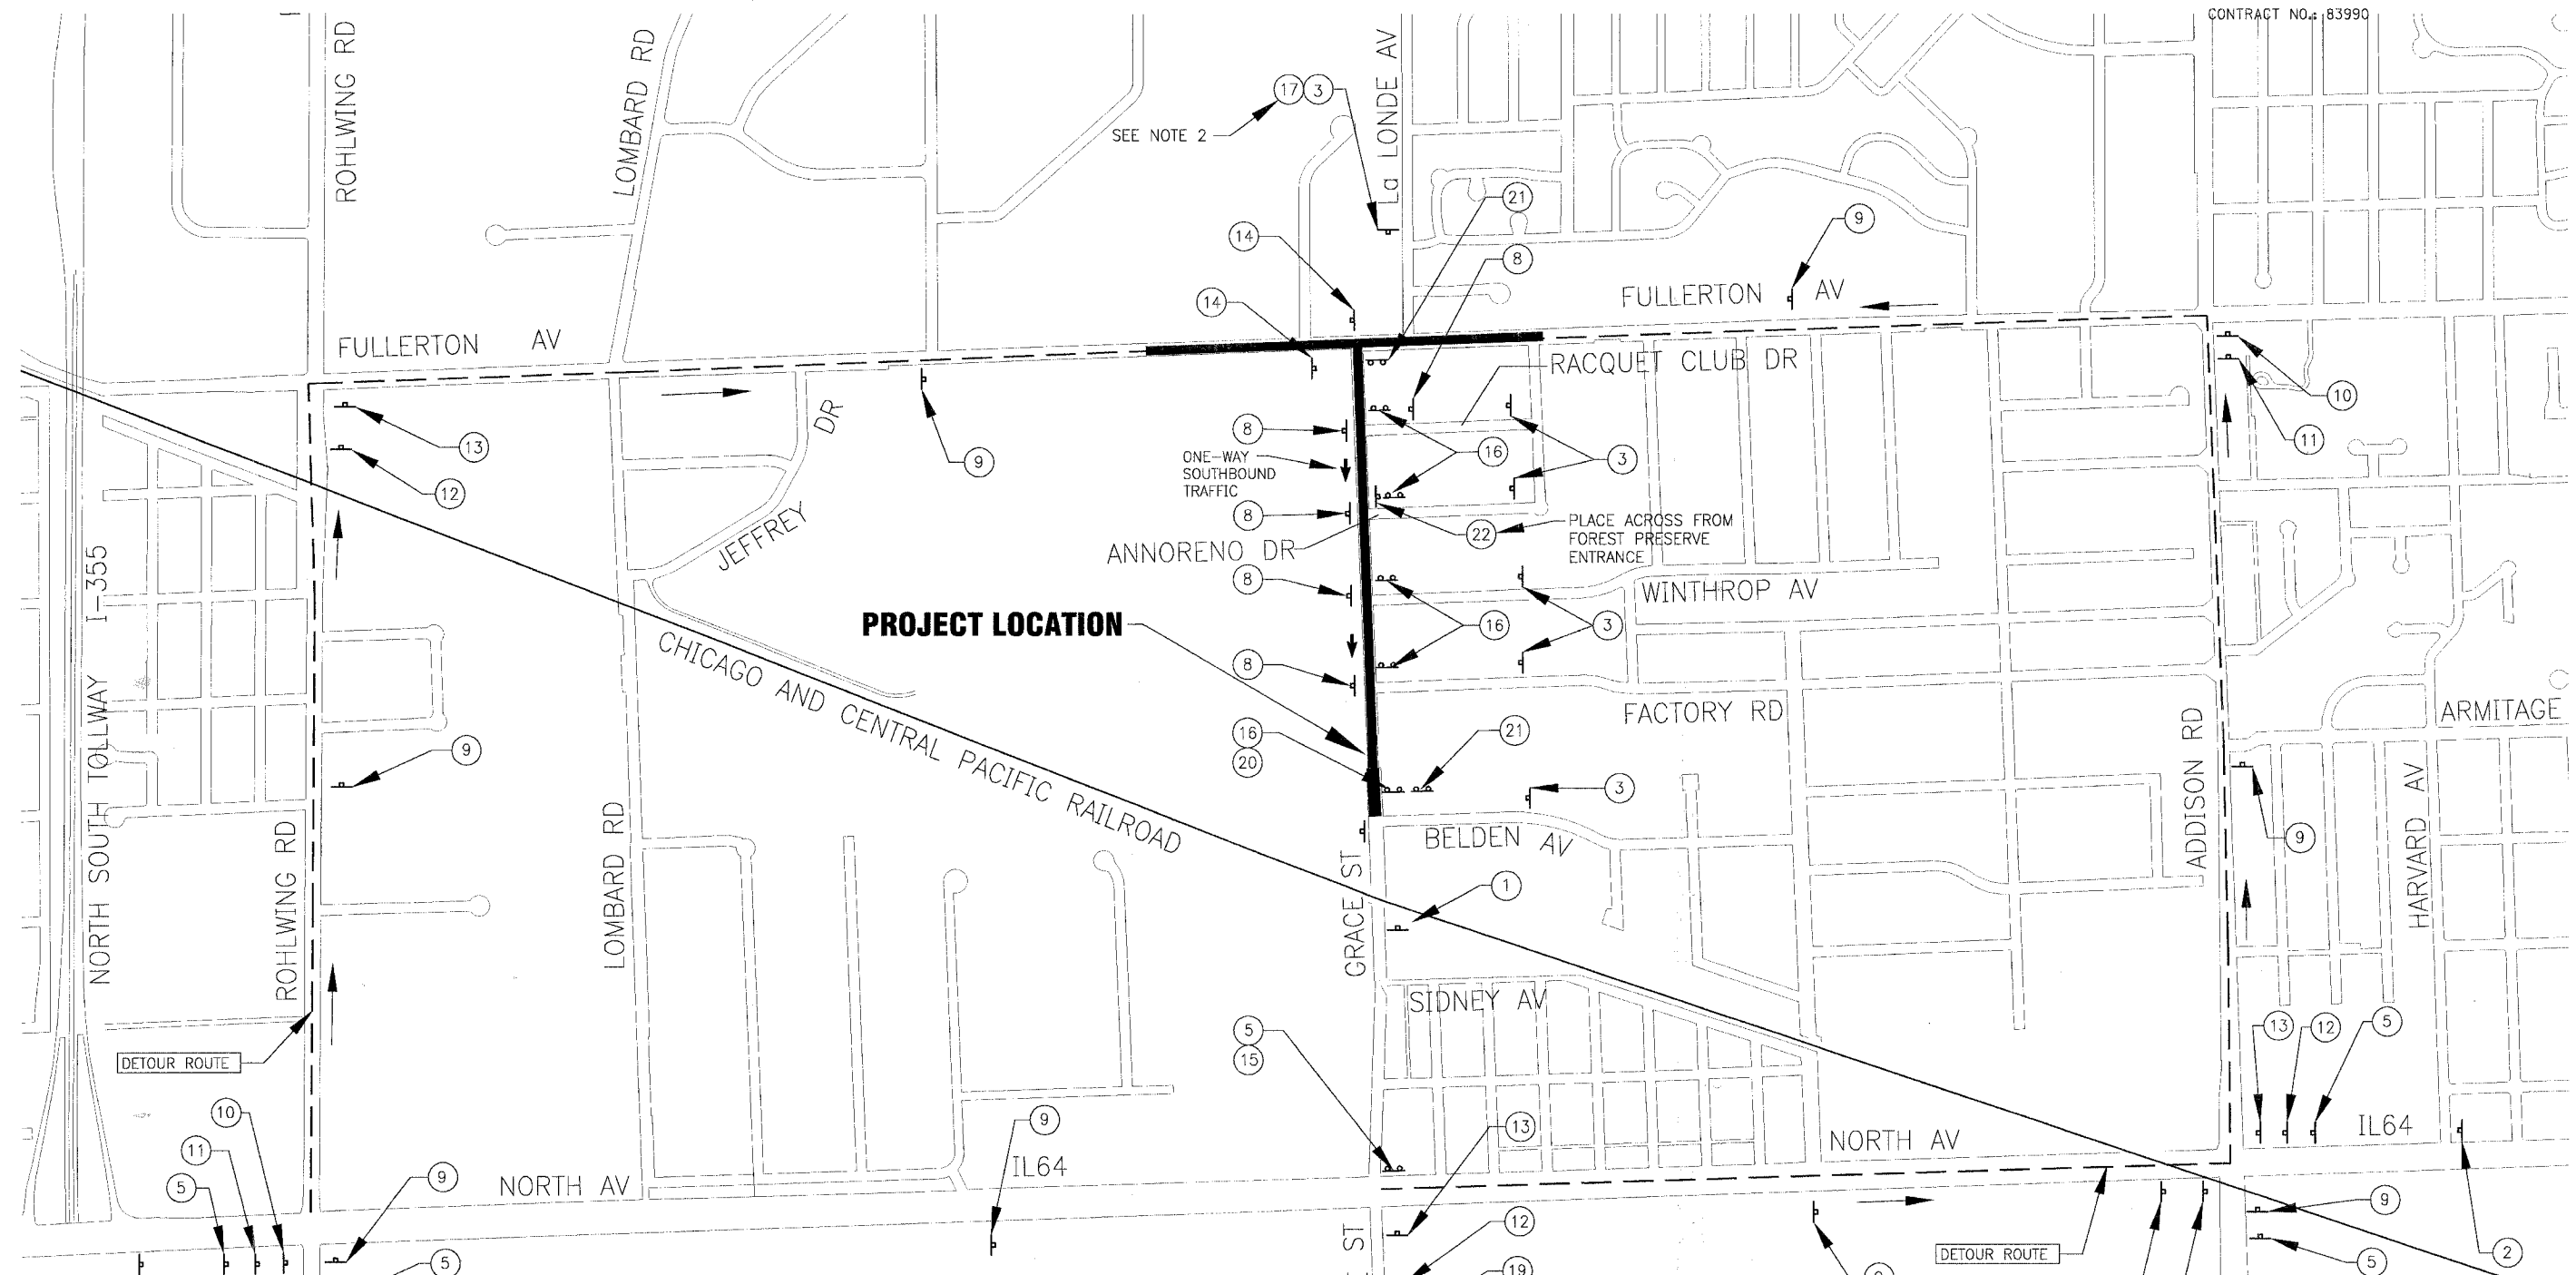 CONTRACT NO.: 83990
ROHLWING RD
LOMBARD RD
La LONDE AV
17 3
SEE NOTE 2
21
14
9
8
14
FULLERTON AV
FULLERTON AV
RACQUET CLUB DR
10
13
8
11
9
16
3
ONE-WAY
SOUTHBOUND
TRAFFIC
12
DR
JEFFREY
8
22
PLACE ACROSS FROM
FOREST PRESERVE
ENTRANCE
ANNORENO DR
I-355
8
WINTHROP AV
PROJECT LOCATION
16
3
CHICAGO AND CENTRAL PACIFIC RAILROAD
8
NORTH SOUTH TOLLWAY
FACTORY RD
ARMITAGE
16
20
21
9
ADDISON RD
3
HARVARD AV
BELDEN AV
9
ROHLWING RD
LOMBARD RD
GRACE ST
1
SIDNEY AV
5
15
13
12
5
DETOUR ROUTE
10
9
13
11
IL64
NORTH AV
IL64
5
9
NORTH AV
9
12
ST
DETOUR ROUTE
2
5
19
5